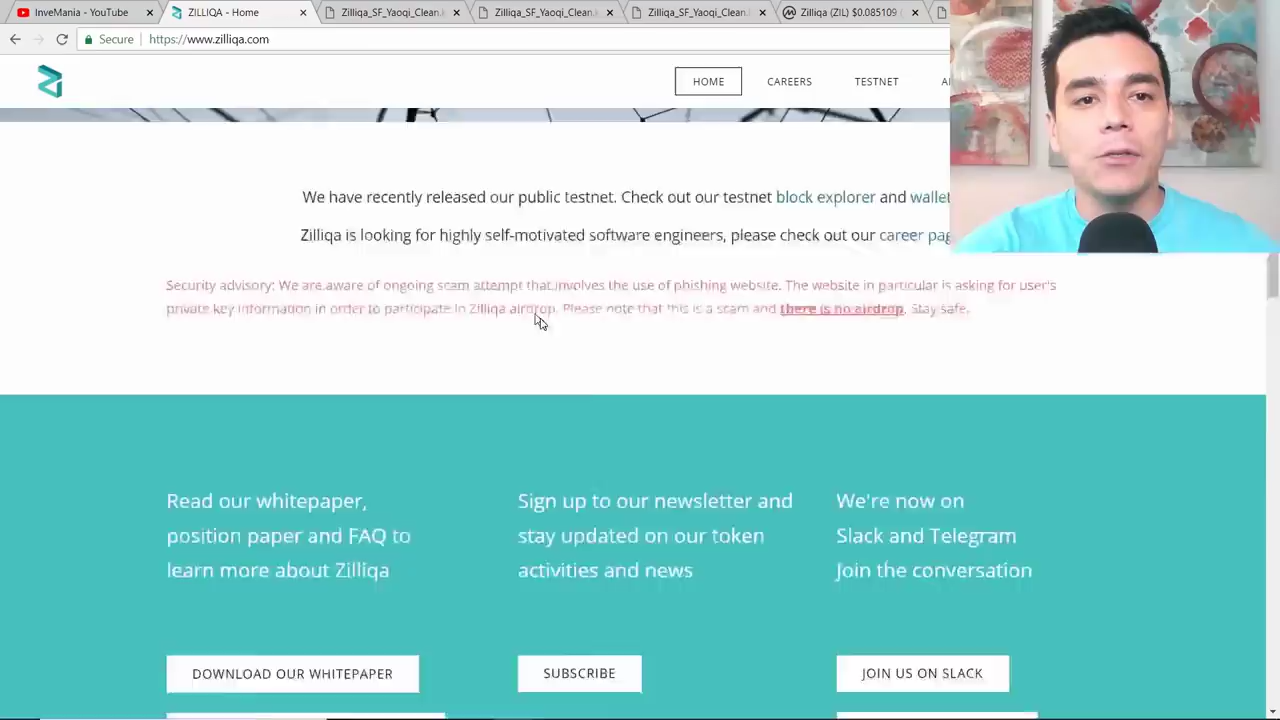 InveMania - YouTube
ZILLIQA - Home
Zilliqa_SF_Yaoqi_Clean.
Zilliqa_SF_Yaoqi_Clean.
Zilliqa_SF_Yaoqi_Clean.
Zilliqa (ZIL) $0.085109
Secure
https://www.zilliqa.com
HOME
CAREERS
TESTNET
We have recently released our public testnet. Check out our testnet block explorer and
Zilliqa is looking for highly self-motivated software engineers, please check out our career
Security advisory: We are aware of ongoing scam attempt that involves the use of phishing website. The website in particular is asking for user's
private key information in order to participate in Zilliqa airdrop. Please note that this is a scam and there is no airdrop. Stay safe.
Read our whitepaper,
position paper and FAQ to
learn more about Zilliqa
Sign up to our newsletter and
stay updated on our token
activities and news
We're now on
Slack and Telegram
Join the conversation
DOWNLOAD OUR WHITEPAPER
SUBSCRIBE
JOIN US ON SLACK